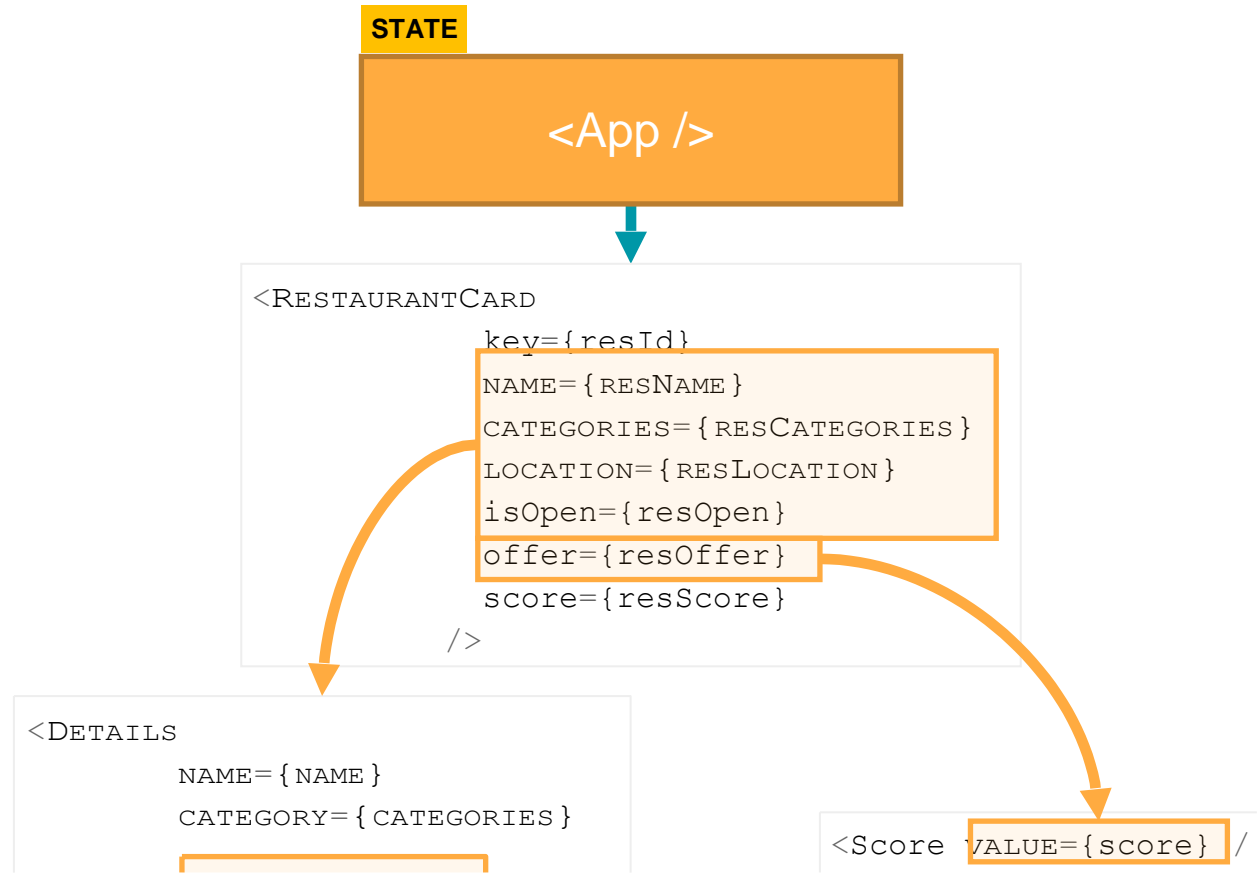 STATE
<App />
<RESTAURANTCARD
key={resId}
NAME={RESNAME}
CATEGORIES={RESCATEGORIES}
LOCATION={RESLOCATION}
isOpen={resOpen}
offer={resOffer}
score={resScore}
/>
<DETAILS
NAME={NAME}
CATEGORY={CATEGORIES}
<Score VALUE={score} /